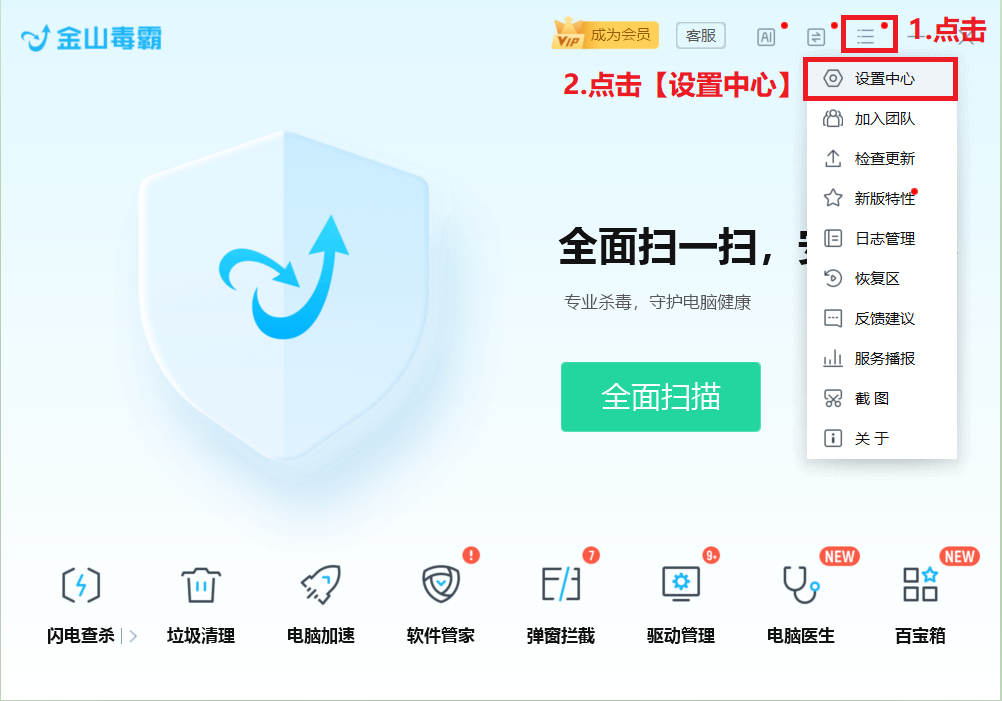 金山毒霸
VIP 成为会员
客服
AI
1.点击
2.点击【设置中心】
设置中心
加入团队
检查更新
新版特性
日志管理
恢复区
反馈建议
服务播报
截 图
关 于
全面扫一扫，
专业杀毒，守护电脑健康
全面扫描
!
7
9+
NEW
NEW
闪电查杀
垃圾清理
电脑加速
软件管家
弹窗拦截
驱动管理
电脑医生
百宝箱